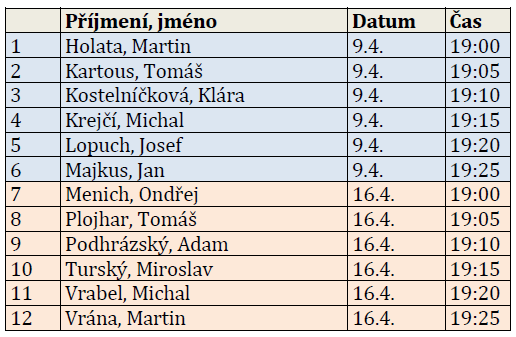 Příjmení, jméno Datum Čas
1 Holata, Martin 9.4. 19:00
2 Kartous, Tomáš 9.4. 19:05
3 Kostelníčková, Klára 9.4. 19:10
4 Krejčí, Michal 9.4. 19:15
5 Lopuch, Josef 9.4. 19:20
6 Majkus, Jan 9.4. 19:25
7 Menich, Ondřej 16.4. 19:00
8 Plojhar, Tomáš 16.4. 19:05
9 Podhrázský, Adam 16.4. 19:10
10 Turský, Miroslav 16.4. 19:15
11 Vrabel, Michal 16.4. 19:20
12 Vrána, Martin 16.4. 19:25